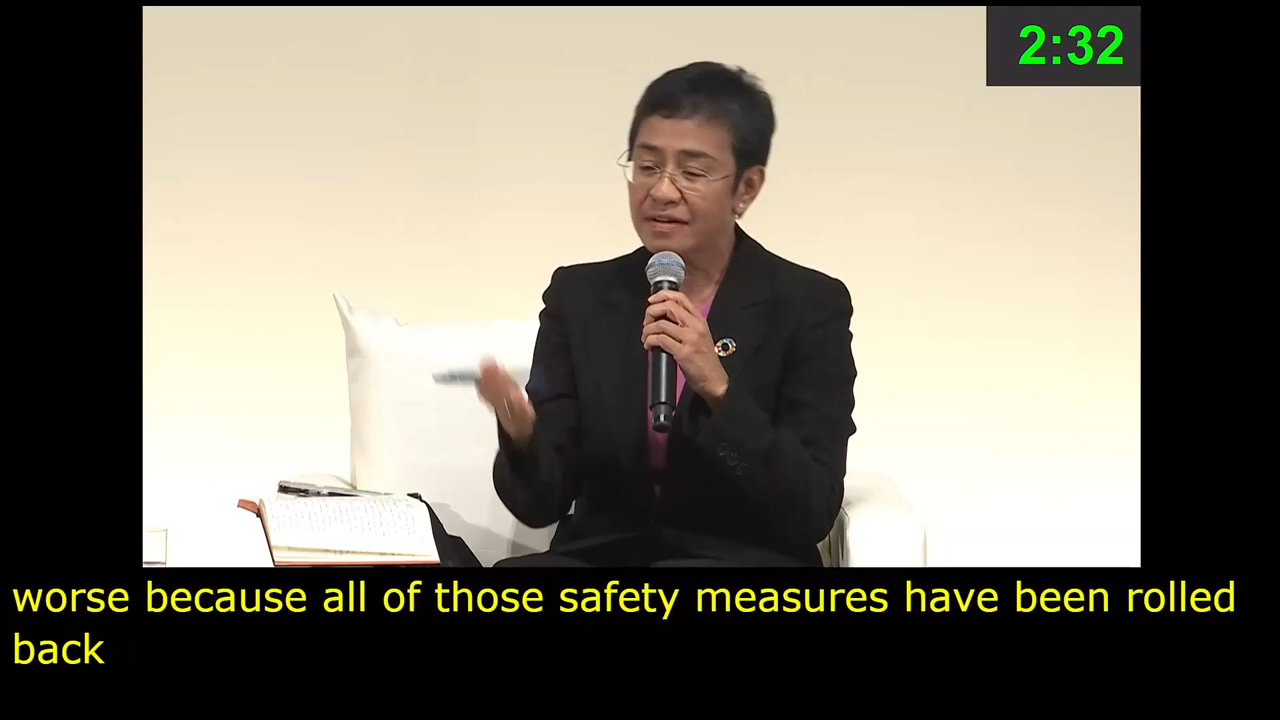 2:32
worse because all of those safety measures have been rolled
back